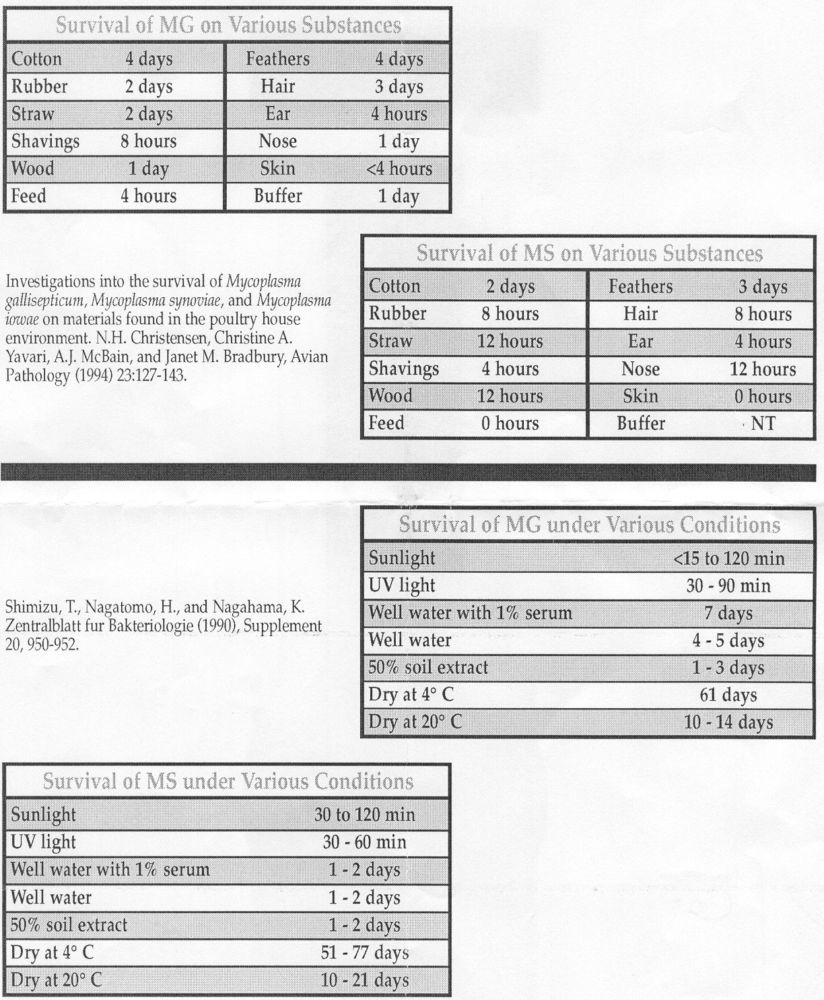 Survival of MG on Various Substances
Cotton 4 days Feathers 4 days
Rubber 2 days Hair 3 days
Straw 2 days Ear 4 hours
Shavings 8 hours Nose 1 day
Wood 1 day Skin <4 hours
Feed 4 hours Buffer 1 day
Investigations into the survival of Mycoplasma
gallisepticum, Mycoplasma synoviae, and Mycoplasma
iowae on materials found in the poultry house
environment. N.H. Christensen, Christine A.
Yavari, A.J. McBain, and Janet M. Bradbury, Avian
Pathology (1994) 23:127-143.
Survival of MS on Various Substances
Cotton 2 days Feathers 3 days
Rubber 8 hours Hair 8 hours
Straw 12 hours Ear 4 hours
Shavings 4 hours Nose 12 hours
Wood 12 hours Skin 0 hours
Feed 0 hours Buffer NT
Survival of MG under Various Conditions
Sunlight <15 to 120 min
UV light 30 - 90 min
Well water with 1% serum 7 days
Well water 4 - 5 days
50% soil extract 1 - 3 days
Dry at 4° C 61 days
Dry at 20° C 10 - 14 days
Shimizu, T., Nagatomo, H., and Nagahama, K.
Zentralblatt fur Bakteriologie (1990), Supplement
20, 950-952.
Survival of MS under Various Conditions
Sunlight 30 to 120 min
UV light 30 - 60 min
Well water with 1% serum 1 - 2 days
Well water 1 - 2 days
50% soil extract 1 - 2 days
Dry at 4° C 51 - 77 days
Dry at 20° C 10 - 21 days